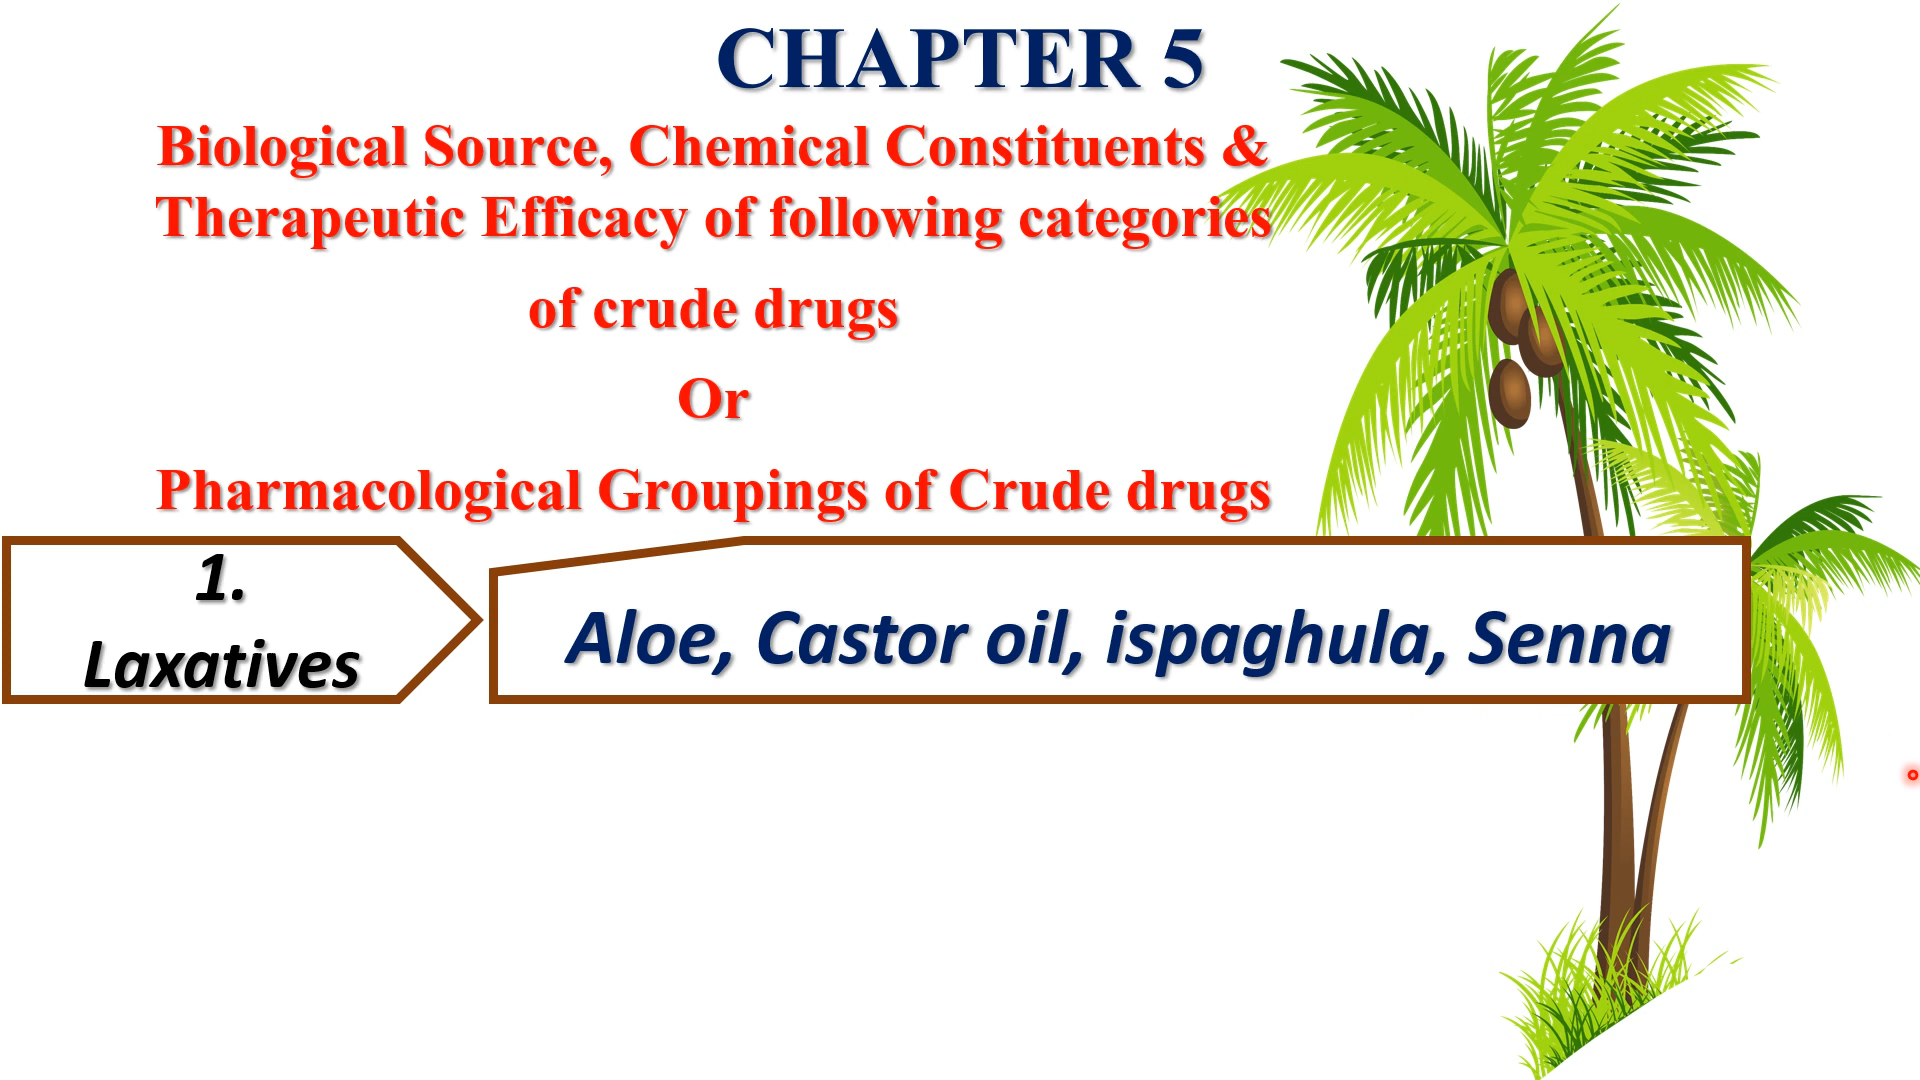 CHAPTER 5
Biological Source, Chemical Constituents &
Therapeutic Efficacy of following categories
of crude drugs
Or
Pharmacological Groupings of Crude drugs
1.
Laxatives
Aloe, Castor oil, ispaghula, Senna